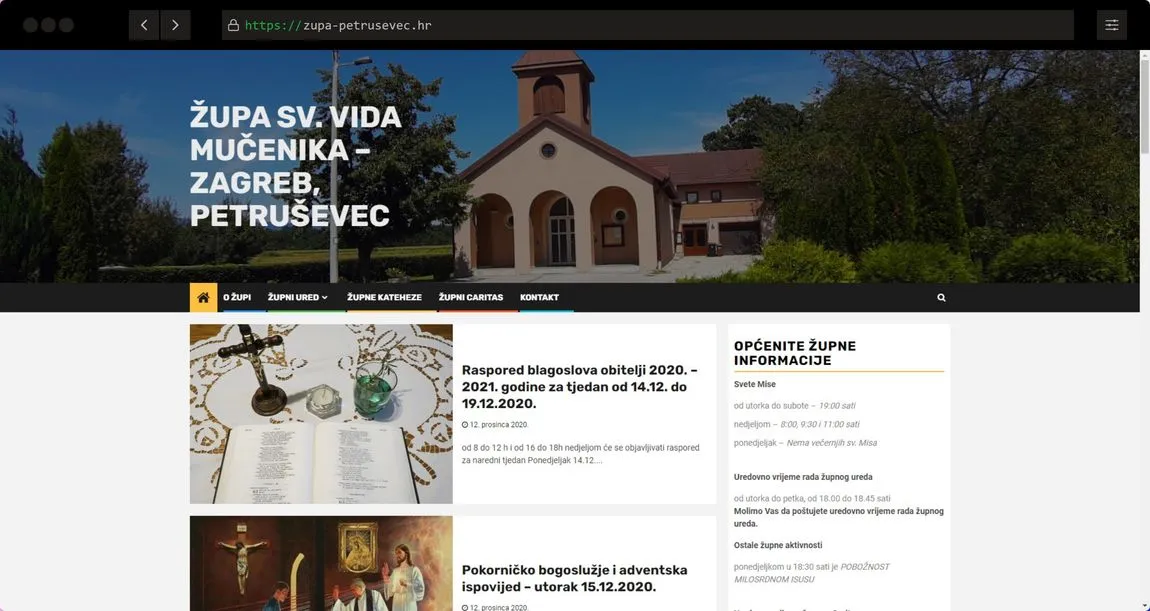 https://zupa-petrusevec.hr
ŽUPA SV. VIDA
MUČENIKA –
ZAGREB,
PETRUŠEVEC
O ŽUPI ŽUPNI URED ŽUPNE KATEHEZE ŽUPNI CARITAS KONTAKT
Raspored blagoslova obitelji 2020. –
2021. godine za tjedan od 14.12. do
19.12.2020.
12. prosinca 2020.
od 8 do 12 h i od 16 do 18h nedjeljom će se objavljivati raspored
za naredni tjedan Ponedjeljak 14.12....
Pokorničko bogoslužje i adventska
ispovijed – utorak 15.12.2020.
12. prosinca 2020.
OPĆENITE ŽUPNE
INFORMACIJE
Svete Mise
od utorka do subote – 19:00 sati
nedjeljom – 8:00, 9:30 i 11:00 sati
ponedjeljak – Nema večernjih sv. Misa
Uredovno vrijeme rada župnog ureda
od utorka do petka, od 18.00 do 18.45 sati
Molimo Vas da poštujete uredovno vrijeme rada župnog
ureda.
Ostale župne aktivnosti
ponedjeljkom u 18:30 sati je POBOŽNOST
MILOSRDNOM ISUSU